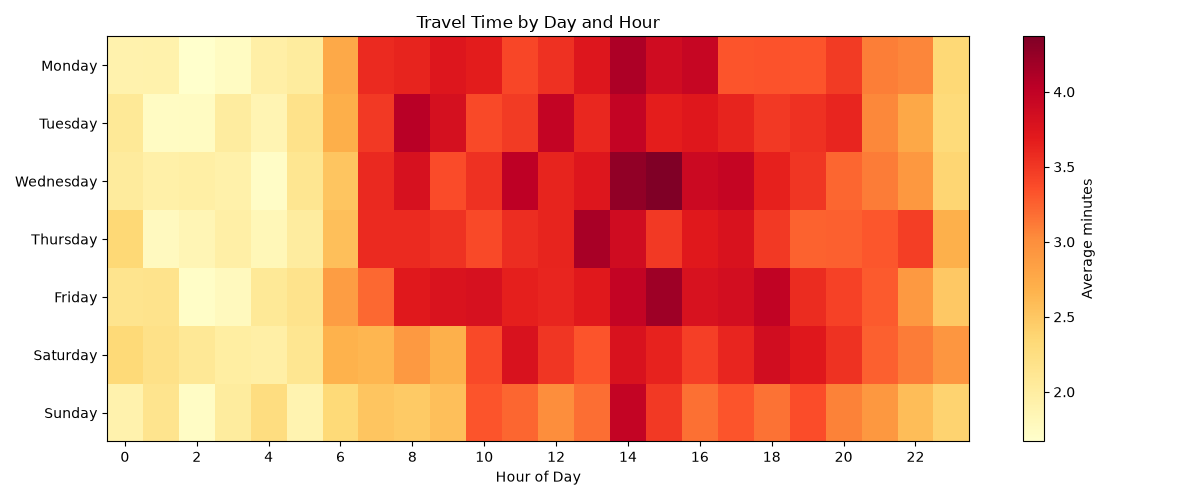 Travel Time by Day and Hour
Monday
Tuesday
Wednesday
Thursday
Friday
Saturday
Sunday
0 2 4 6 8 10 12 14 16 18 20 22
Hour of Day
4.0
3.5
3.0
2.5
2.0
Average minutes